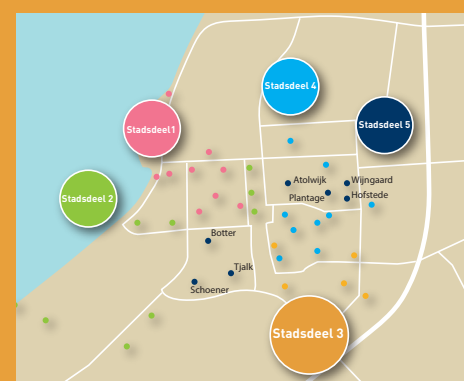 Stadsdeel 4
Stadsdeel 5
Stadsdeel1
Atolwijk
Wijngaard
Plantage
Hofstede
Stadsdeel 2
Botter
Tjalk
Schoener
Stadsdeel 3